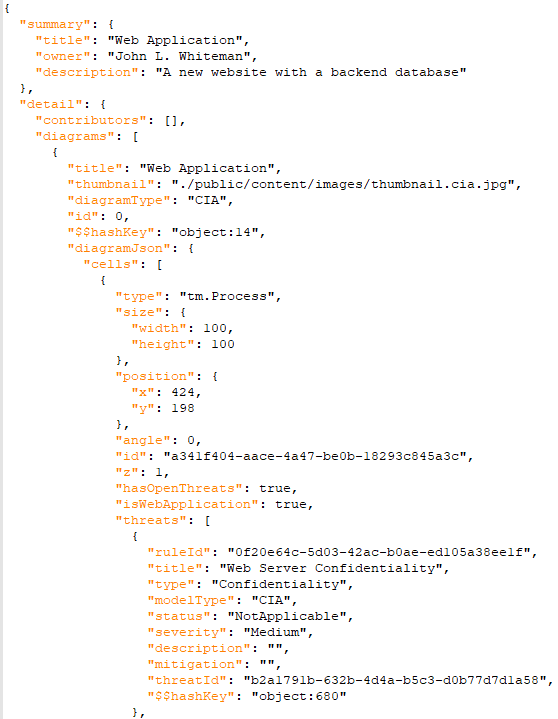 {
  "summary": {
    "title": "Web Application",
    "owner": "John L. Whiteman",
    "description": "A new website with a backend database"
  },
  "detail": {
    "contributors": [],
    "diagrams": [
      {
        "title": "Web Application",
        "thumbnail": "./public/content/images/thumbnail.cia.jpg",
        "diagramType": "CIA",
        "id": 0,
        "$$hashKey": "object:14",
        "diagramJson": {
          "cells": [
            {
              "type": "tm.Process",
              "size": {
                "width": 100,
                "height": 100
              },
              "position": {
                "x": 424,
                "y": 198
              },
              "angle": 0,
              "id": "a341f404-aace-4a47-be0b-18293c845a3c",
              "z": 1,
              "hasOpenThreats": true,
              "isWebApplication": true,
              "threats": [
                {
                  "ruleId": "0f20e64c-5d03-42ac-b0ae-ed105a38ee1f",
                  "title": "Web Server Confidentiality",
                  "type": "Confidentiality",
                  "modelType": "CIA",
                  "status": "NotApplicable",
                  "severity": "Medium",
                  "description": "",
                  "mitigation": "",
                  "threatId": "b2a1791b-632b-4d4a-b5c3-d0b77d7d1a58",
                  "$$hashKey": "object:680"
                },